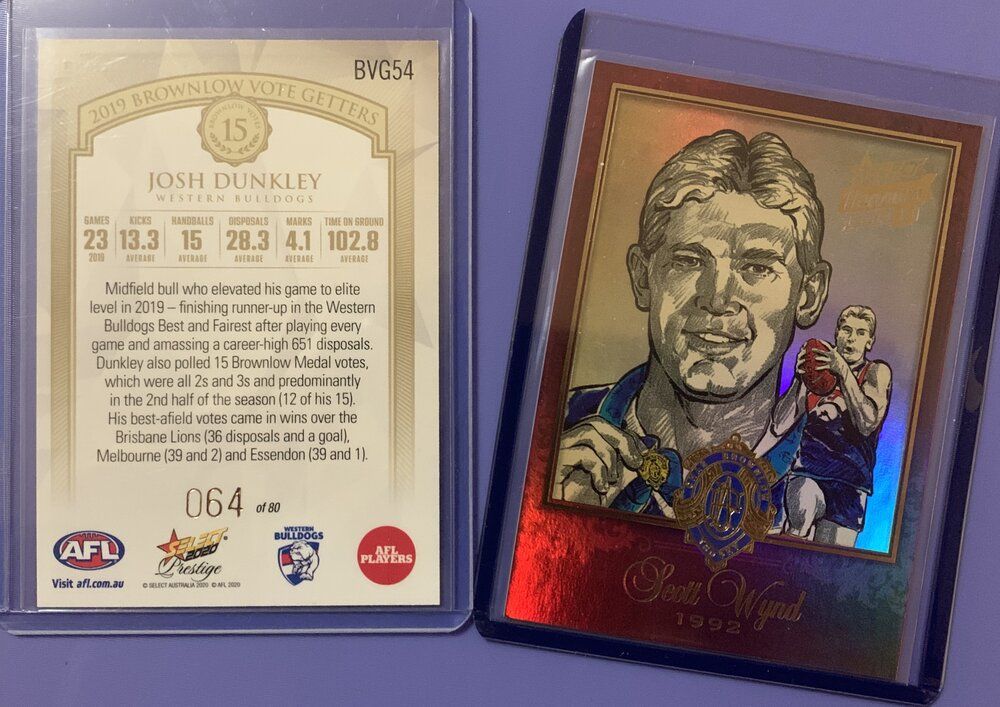 BVG54
2019 BROWNLOW VOTE GETTERS
BROWNLOW VOTES
15
JOSH DUNKLEY
WESTERN BULLDOGS
GAMES KICKS HANDBALLS DISPOSALS MARKS TIME ON GROUND
23 13.3 15 28.3 4.1 102.8
2019 AVERAGE AVERAGE AVERAGE AVERAGE AVERAGE
Midfield bull who elevated his game to elite
level in 2019 – finishing runner-up in the Western
Bulldogs Best and Fairest after playing every
game and amassing a career-high 651 disposals.
Dunkley also polled 15 Brownlow Medal votes,
which were all 2s and 3s and predominantly
in the 2nd half of the season (12 of his 15).
His best-afield votes came in wins over the
Brisbane Lions (36 disposals and a goal),
Melbourne (39 and 2) and Essendon (39 and 1).
064 of 80
AFL
Visit afl.com.au
SELECT
2020
Prestige
© SELECT AUSTRALIA 2020 © AFL 2020
WESTERN
BULLDOGS
AFL
PLAYERS
Scott Wynd
1992